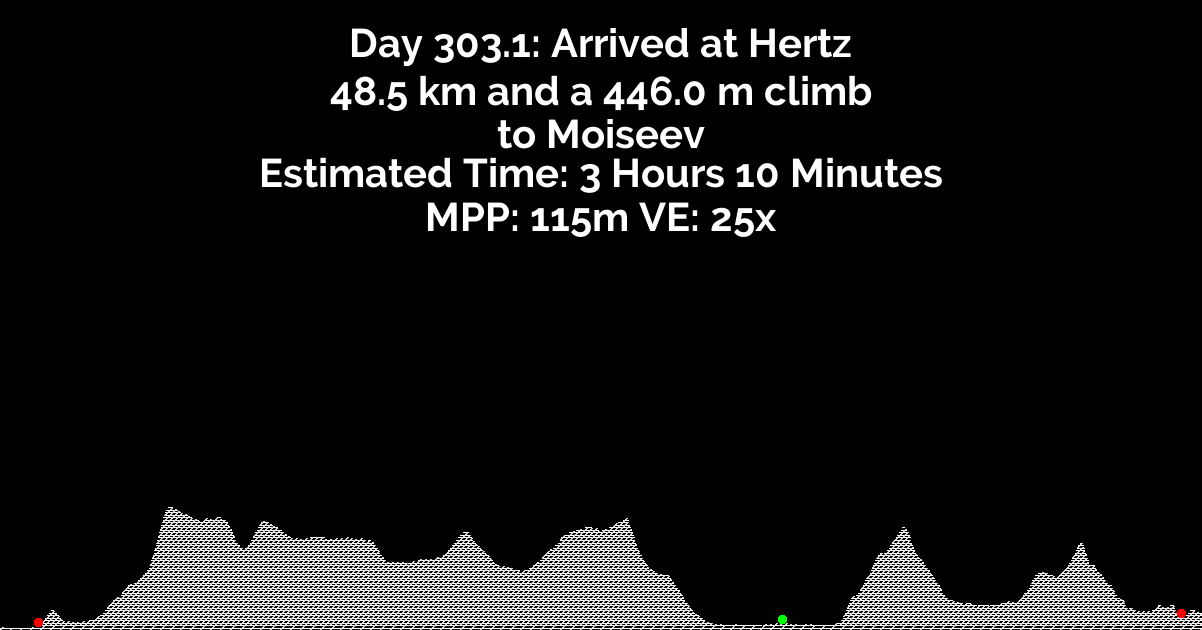 Day 303.1: Arrived at Hertz
48.5 km and a 446.0 m climb
to Moiseev
Estimated Time: 3 Hours 10 Minutes
MPP: 115m VE: 25x